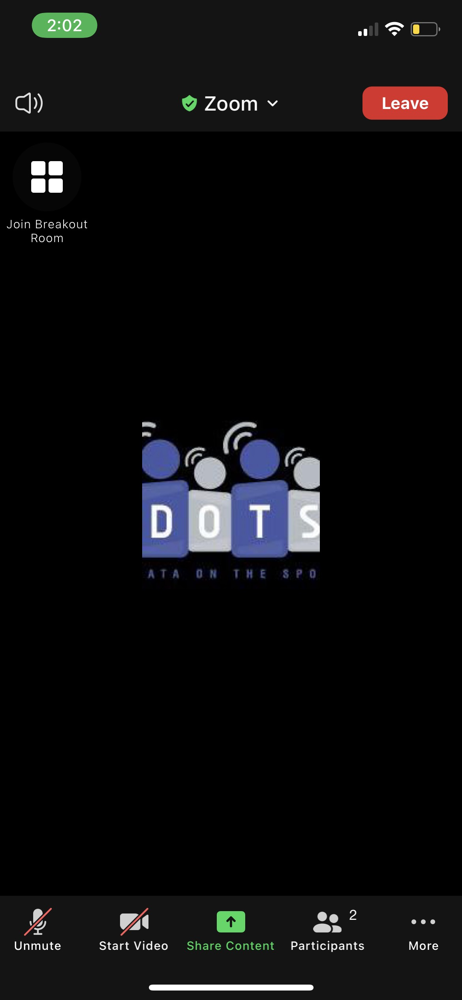 2:02
Zoom
Leave
Join Breakout
Room
DOTS
ATA ON THE SPO
2
Unmute
Start Video
Share Content
Participants
More